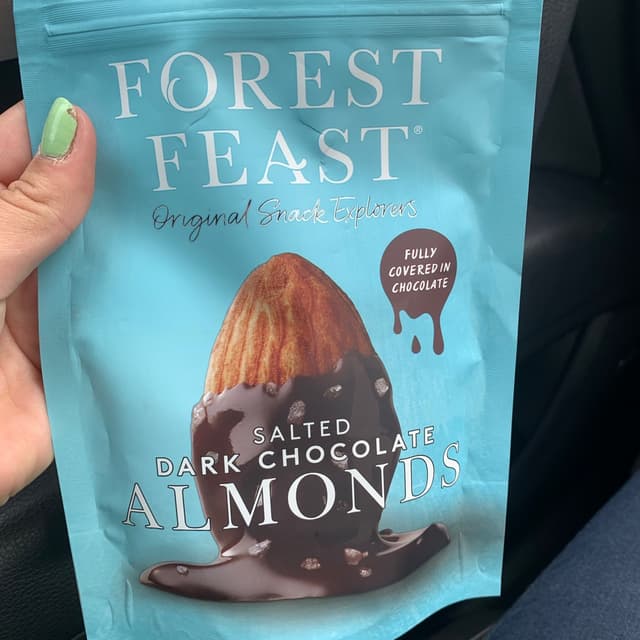 FOREST
FEAST®
Original Snack Explorers
FULLY
COVERED IN
CHOCOLATE
SALTED
DARK CHOCOLATE
ALMONDS